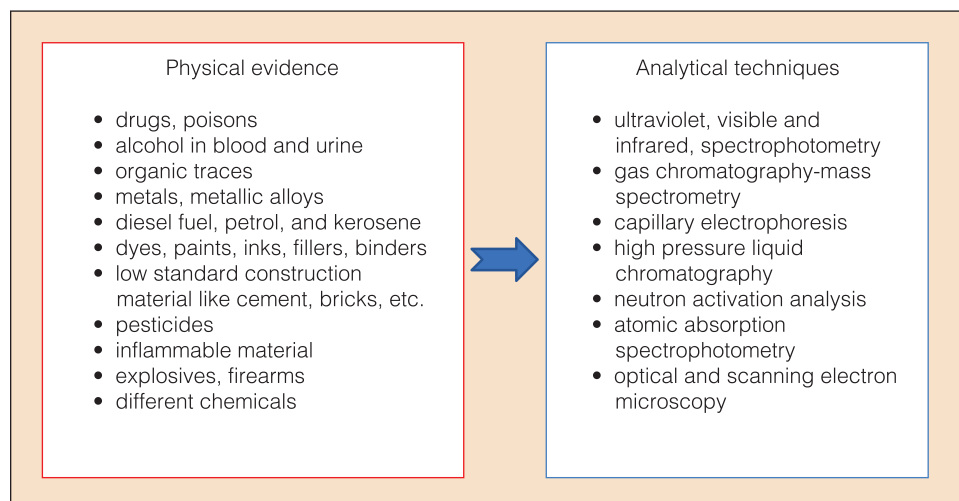 Physical evidence
• drugs, poisons
• alcohol in blood and urine
• organic traces
• metals, metallic alloys
• diesel fuel, petrol, and kerosene
• dyes, paints, inks, fillers, binders
• low standard construction
material like cement, bricks, etc.
• pesticides
• inflammable material
• explosives, firearms
• different chemicals
Analytical techniques
• ultraviolet, visible and
infrared, spectrophotometry
• gas chromatography-mass
spectrometry
• capillary electrophoresis
• high pressure liquid
chromatography
• neutron activation analysis
• atomic absorption
spectrophotometry
• optical and scanning electron
microscopy